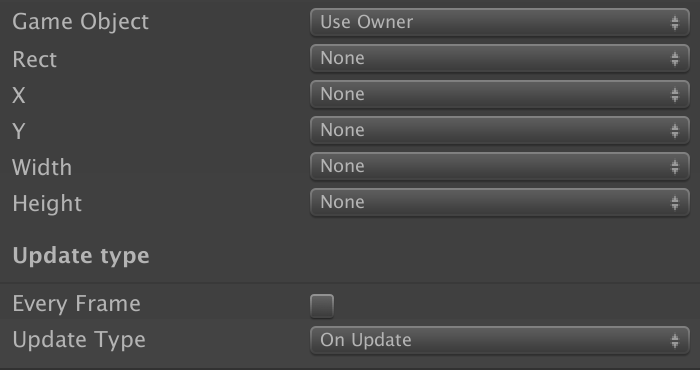 Game Object Use Owner
Rect None
X None
Y None
Width None
Height None
Update type
Every Frame
Update Type On Update